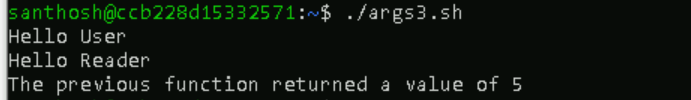 santhosh@ccb228d15332571:~$ ./args3.sh
Hello User
Hello Reader
The previous function returned a value of 5